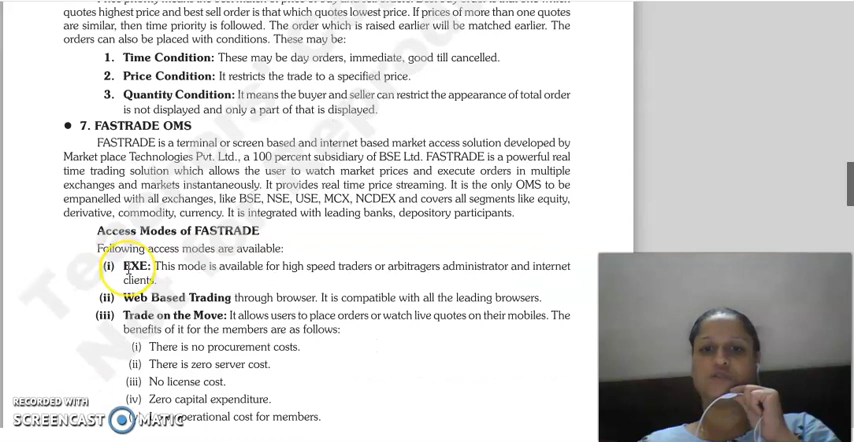 quotes highest price and best sell order is that which quotes lowest price. If prices of more than one quotes
are similar, then time priority is followed. The order which is raised earlier will be matched earlier. The
orders can also be placed with conditions. These may be:
1. Time Condition: These may be day orders, immediate, good till cancelled.
2. Price Condition: It restricts the trade to a specified price.
3. Quantity Condition: It means the buyer and seller can restrict the appearance of total order
is not displayed and only a part of that is displayed.
● 7. FASTRADE OMS
FASTRADE is a terminal or screen based and internet based market access solution developed by
Market place Technologies Pvt. Ltd., a 100 percent subsidiary of BSE Ltd. FASTRADE is a powerful real
time trading solution which allows the user to watch market prices and execute orders in multiple
exchanges and markets instantaneously. It provides real time price streaming. It is the only OMS to be
empanelled with all exchanges, like BSE, NSE, USE, MCX, NCDEX and covers all segments like equity,
derivative, commodity, currency. It is integrated with leading banks, depository participants.
Access Modes of FASTRADE
Following access modes are available:
(i) EXE: This mode is available for high speed traders or arbitragers administrator and internet
clients.
(ii) Web Based Trading through browser. It is compatible with all the leading browsers.
(iii) Trade on the Move: It allows users to place orders or watch live quotes on their mobiles. The
benefits of it for the members are as follows:
(i) There is no procurement costs.
(ii) There is zero server cost.
(iii) No license cost.
(iv) Zero capital expenditure.
operational cost for members.
RECORDED WITH
SCREENCAST MATIC